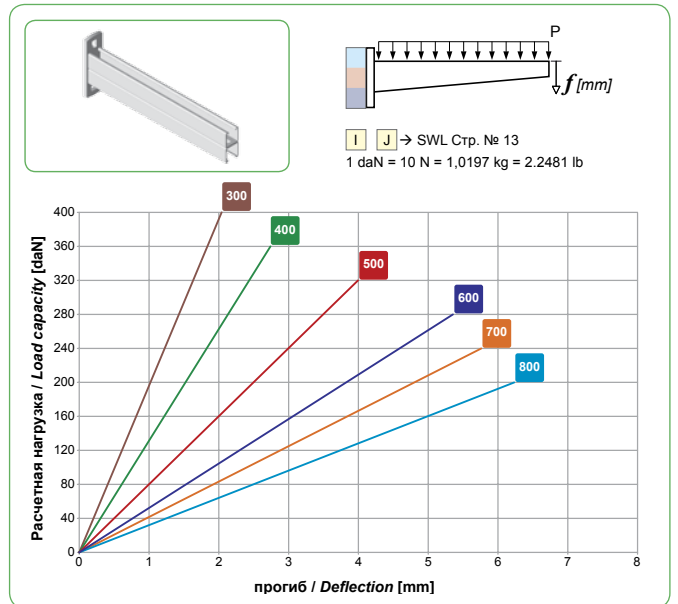 P
f [mm]
I J → SWL Стр. № 13
1 daN = 10 N = 1,0197 kg = 2.2481 lb
Расчетная нагрузка / Load capacity [daN]
400
360
320
280
240
200
160
120
80
40
0
300
400
500
600
700
800
0 1 2 3 4 5 6 7 8
прогиб / Deflection [mm]